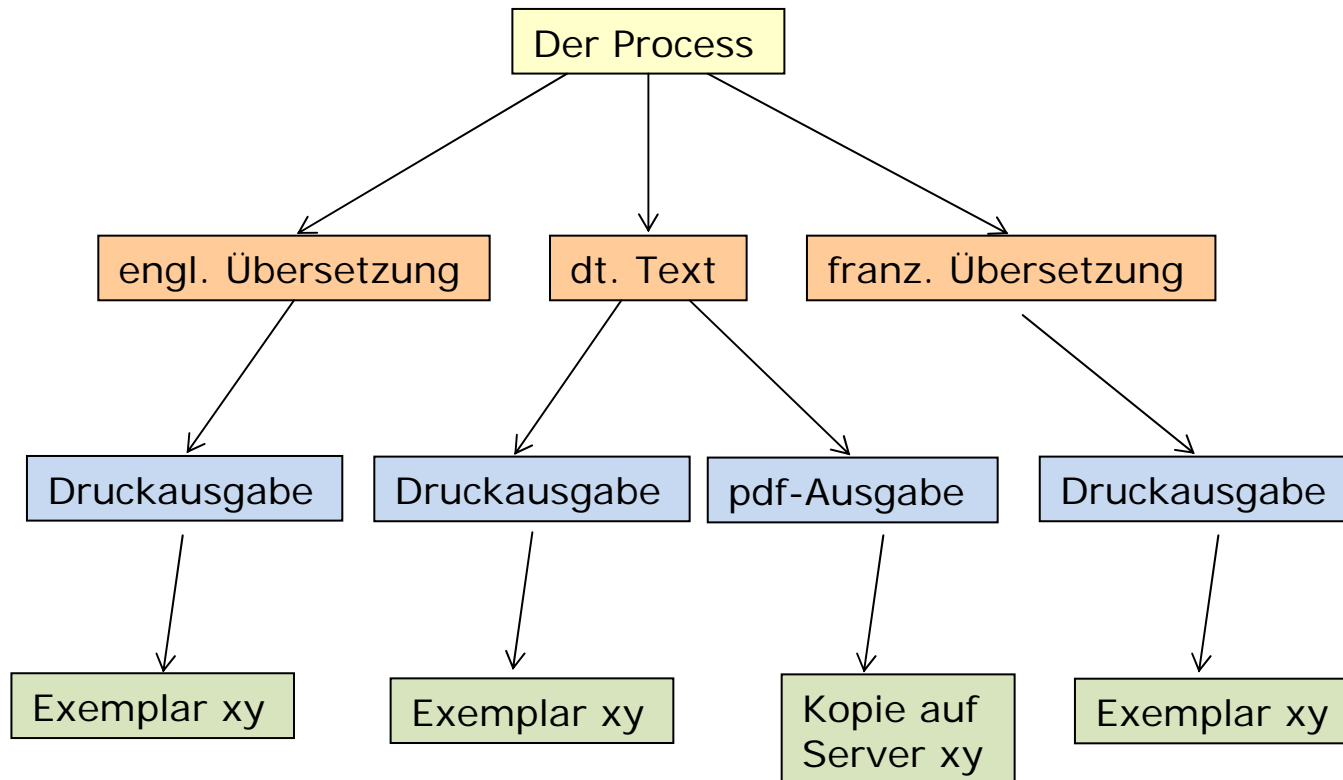 Der Process
engl. Übersetzung
dt. Text
franz. Übersetzung
Druckausgabe
Druckausgabe
pdf-Ausgabe
Druckausgabe
Exemplar xy
Exemplar xy
Kopie auf
Server xy
Exemplar xy